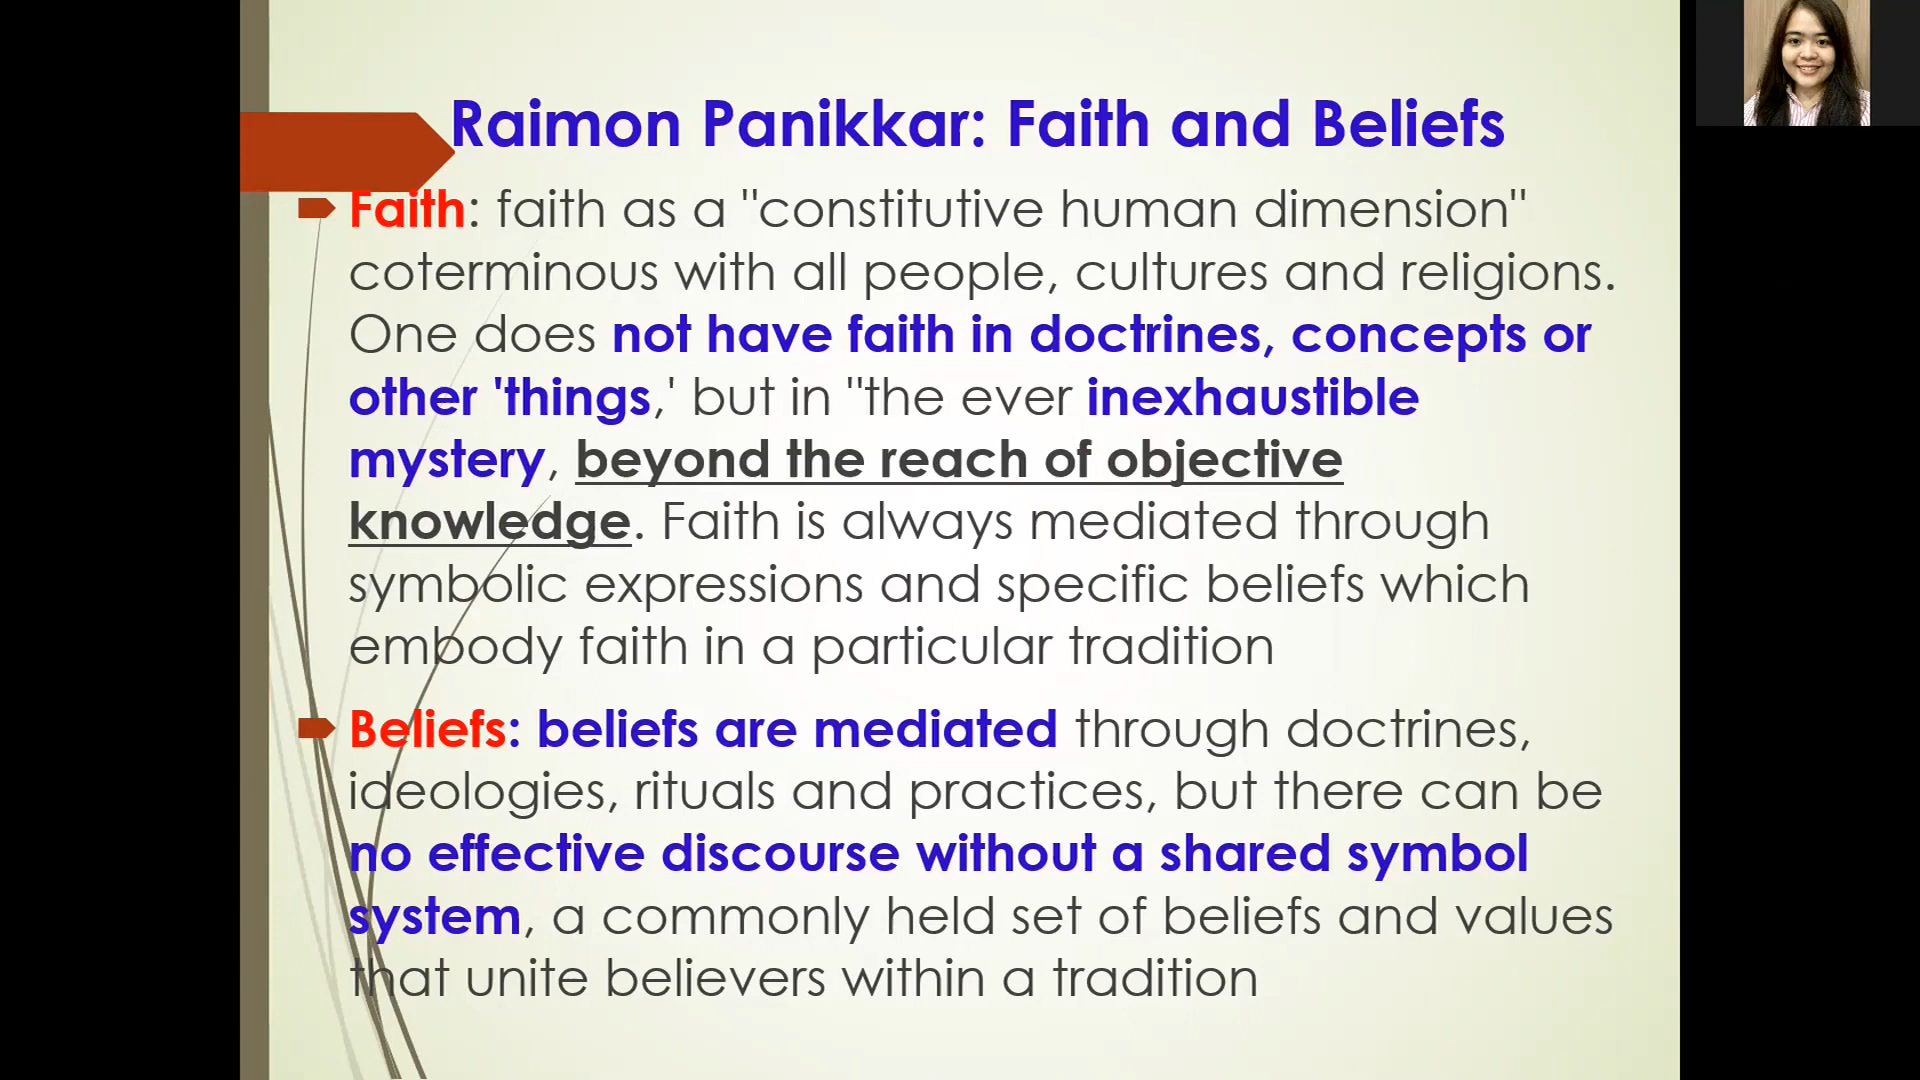 Raimon Panikkar: Faith and Beliefs
Faith: faith as a "constitutive human dimension"
coterminous with all people, cultures and religions.
One does not have faith in doctrines, concepts or
other 'things,' but in "the ever inexhaustible
mystery, beyond the reach of objective
knowledge. Faith is always mediated through
symbolic expressions and specific beliefs which
embody faith in a particular tradition
Beliefs: beliefs are mediated through doctrines,
ideologies, rituals and practices, but there can be
no effective discourse without a shared symbol
system, a commonly held set of beliefs and values
that unite believers within a tradition